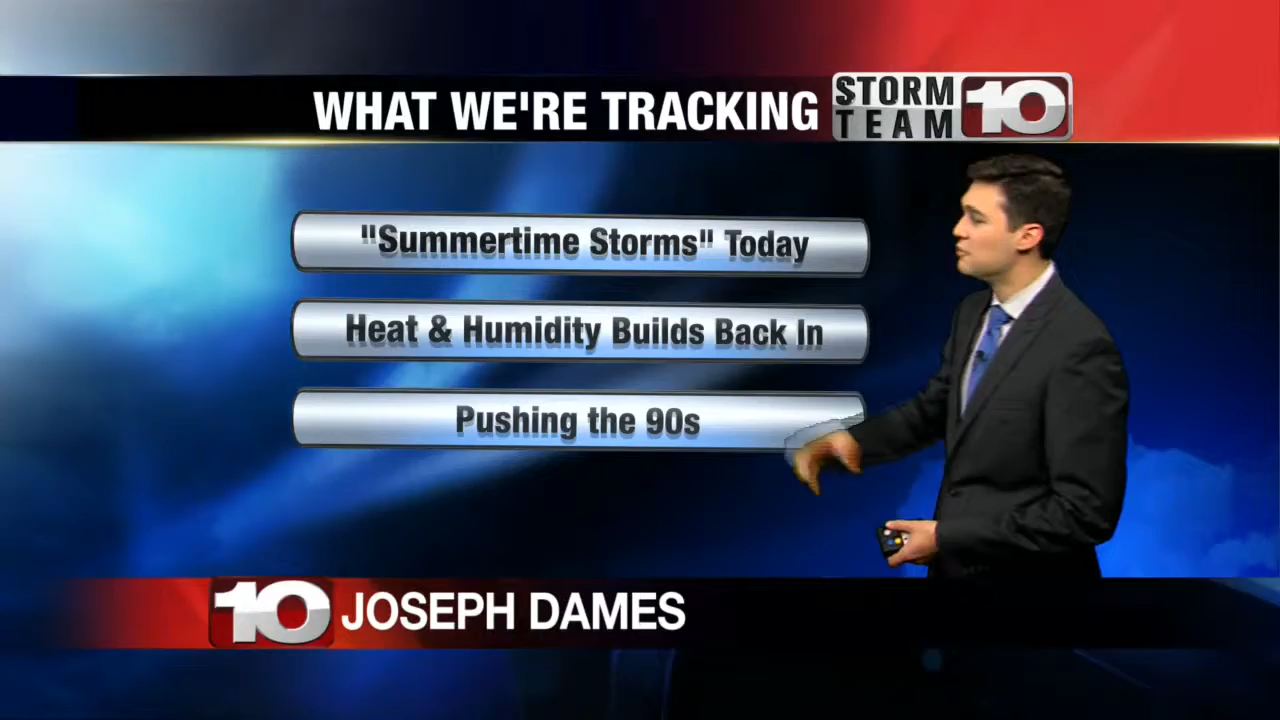 WHAT WE'RE TRACKING
STORM
TEAM
10
"Summertime Storms" Today
Heat & Humidity Builds Back In
Pushing the 90s
10 JOSEPH DAMES